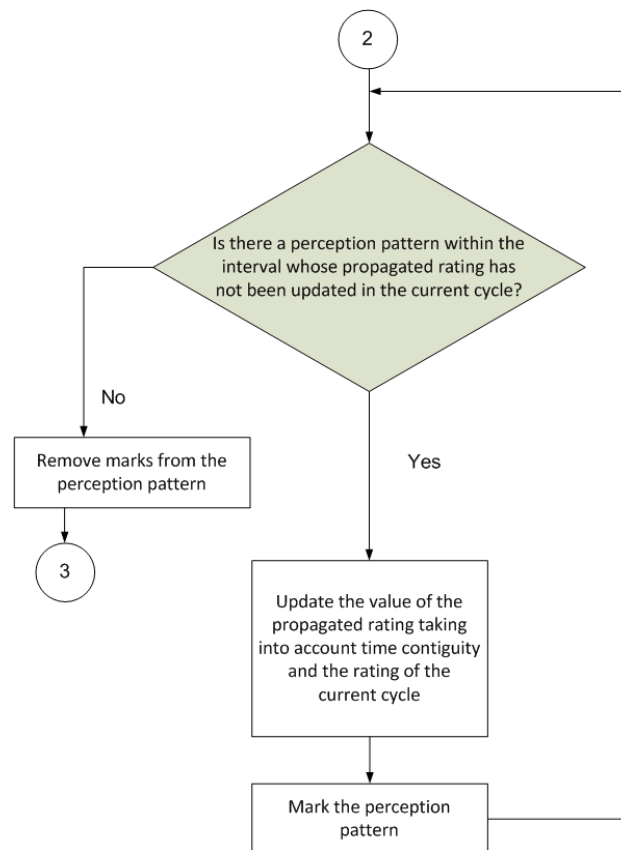 2
Is there a perception pattern within the
interval whose propagated rating has
not been updated in the current cycle?
No
Remove marks from the
perception pattern
Yes
3
Update the value of the
propagated rating taking
into account time contiguity
and the rating of the
current cycle
Mark the perception
pattern